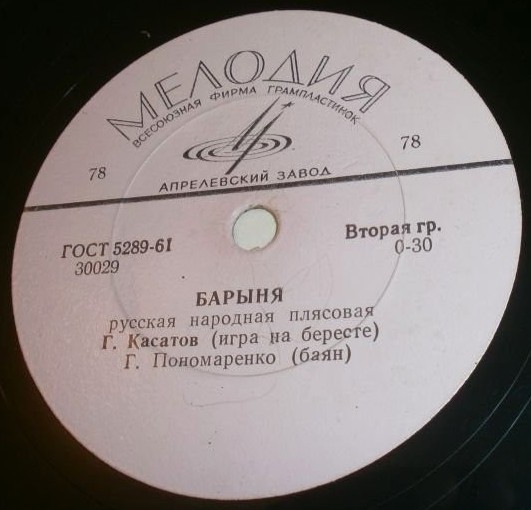 МЕЛОДИЯ
ВСЕСОЮЗНАЯ ФИРМА ГРАМПЛАСТИНОК
78
78
АПРЕЛЕВСКИЙ ЗАВОД
ГОСТ 5289-61
Вторая гр.
30029
0-30
БАРЫНЯ
русская народная плясовая
Г. Касатов (игра на бересте)
Г. Пономаренко (баян)